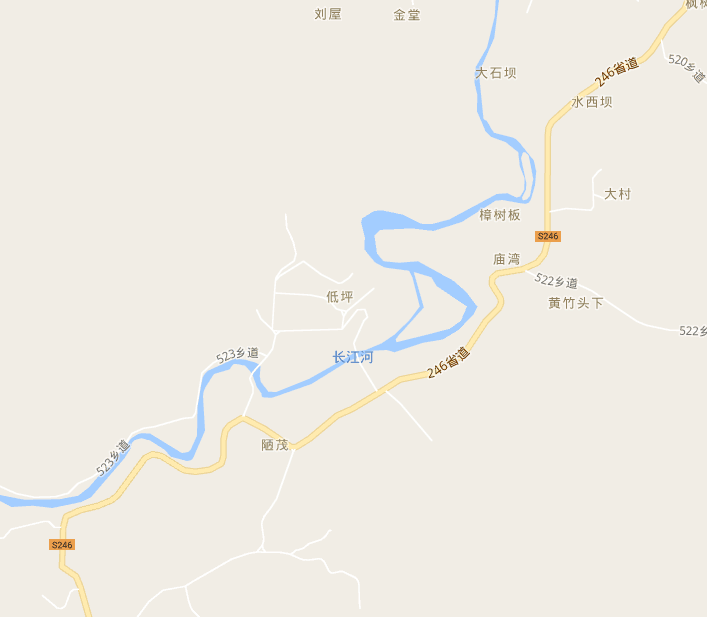 刘屋
金堂
枫树
520乡道
大石坝
246省道
水西坝
大村
樟树板
S246
庙湾
522乡道
低坪
黄竹头下
522乡
长江河
523乡道
246省道
陋茂
523乡道
S246